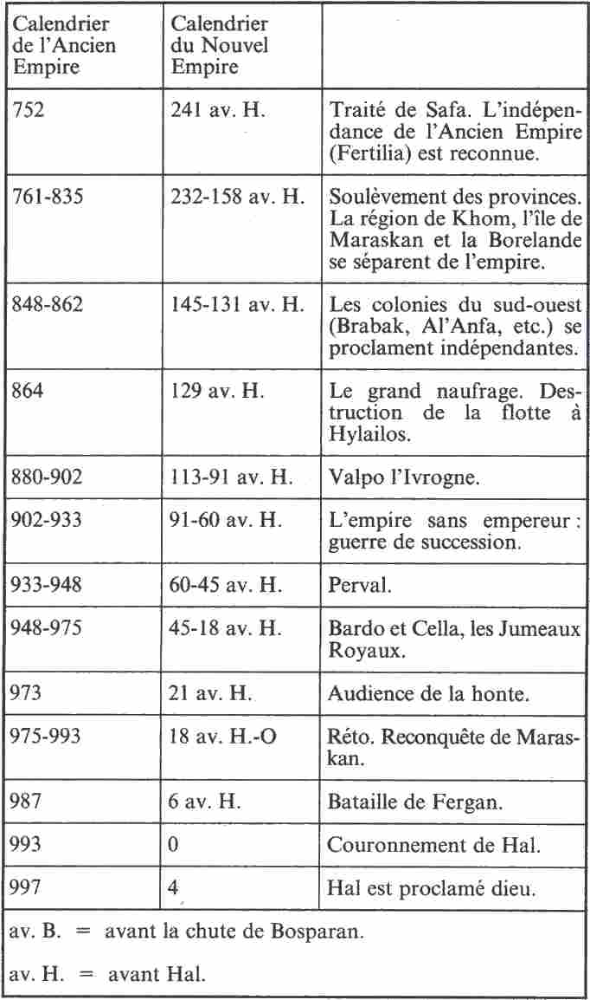 Calendrier
de l'Ancien
Empire
Calendrier
du Nouvel
Empire
752
241 av. H.
Traité de Safa. L'indépen-
dance de l'Ancien Empire
(Fertilia) est reconnue.
761-835
232-158 av. H.
Soulèvement des provinces.
La région de Khom, l'île de
Maraskan et la Borelande
se séparent de l'empire.
848-862
145-131 av. H.
Les colonies du sud-ouest
(Brabak, Al'Anfa, etc.) se
proclament indépendantes.
864
129 av. H.
Le grand naufrage. Des-
truction de la flotte à
Hylailos.
880-902
113-91 av. H.
Valpo l'Ivrogne.
902-933
91-60 av. H.
L'empire sans empereur :
guerre de succession.
933-948
60-45 av. H.
Perval.
948-975
45-18 av. H.
Bardo et Cella, les Jumeaux
Royaux.
973
21 av. H.
Audience de la honte.
975-993
18 av. H.-O
Réto. Reconquête de Maras-
kan.
987
6 av. H.
Bataille de Fergan.
993
0
Couronnement de Hal.
997
4
Hal est proclamé dieu.
av. B. = avant la chute de Bosparan.
av. H. = avant Hal.